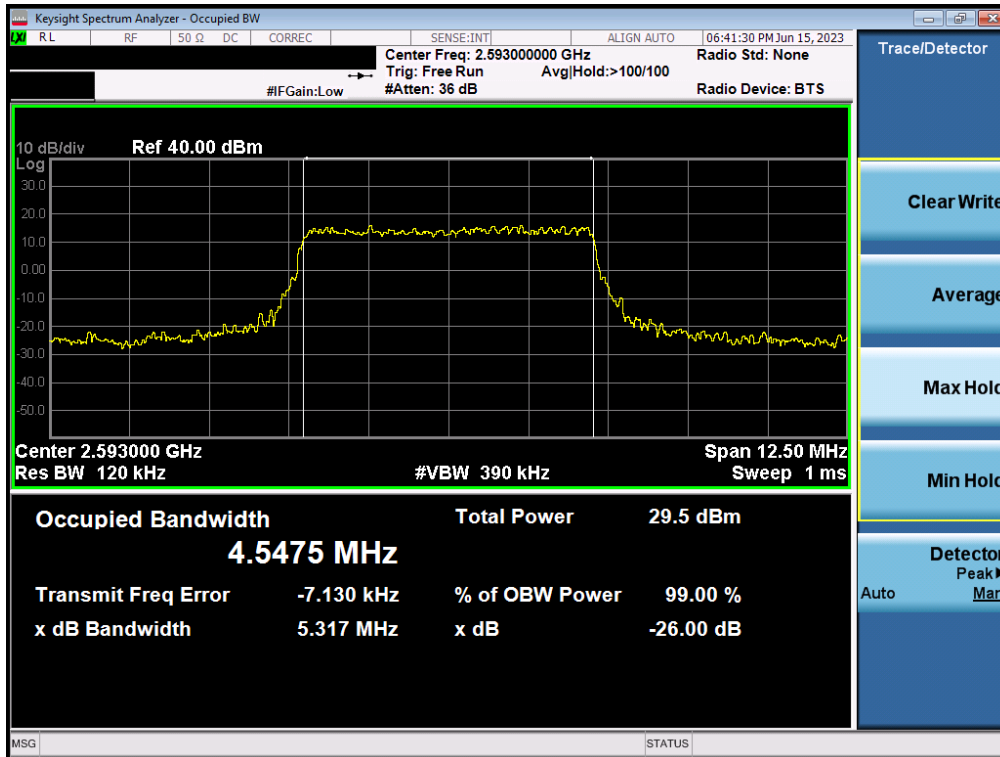 Keysight Spectrum Analyzer - Occupied BW
LXI RL RF 50 Ω DC CORREC SENSE:INT ALIGN AUTO 06:41:30 PM Jun 15, 2023
Center Freq: 2.593000000 GHz Radio Std: None
Trig: Free Run Avg|Hold:>100/100
#IFGain:Low #Atten: 36 dB Radio Device: BTS
Trace/Detector
10 dB/div Ref 40.00 dBm
Log
30.0
20.0
10.0
0.00
-10.0
-20.0
-30.0
-40.0
-50.0
Center 2.593000 GHz Span 12.50 MHz
Res BW 120 kHz #VBW 390 kHz Sweep 1 ms
Occupied Bandwidth Total Power 29.5 dBm
4.5475 MHz
Transmit Freq Error -7.130 kHz % of OBW Power 99.00 %
x dB Bandwidth 5.317 MHz x dB -26.00 dB
Clear Write
Average
Max Hold
Min Hold
Detector
Peak
Auto Man
MSG STATUS